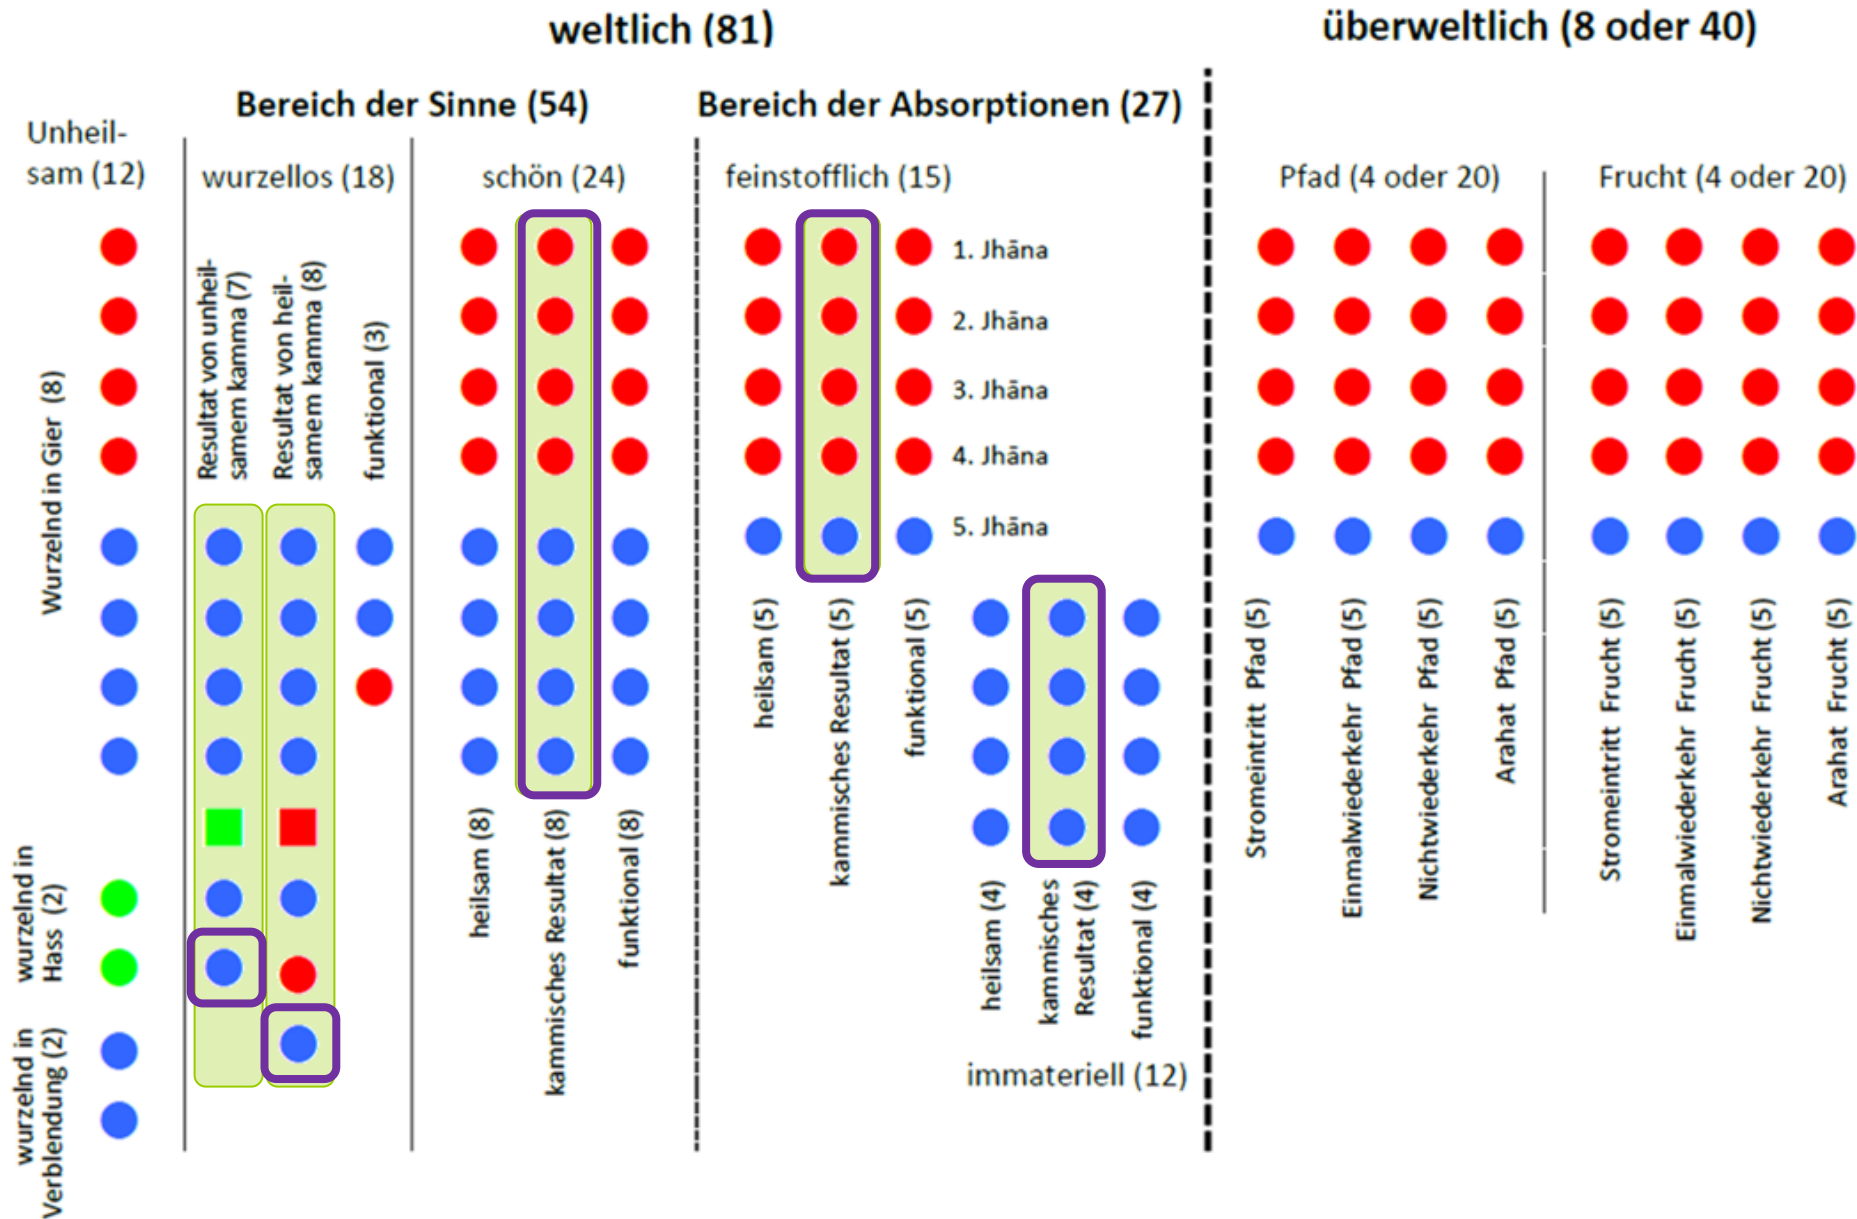 weltlich (81)
überweltlich (8 oder 40)
Bereich der Sinne (54)
Bereich der Absorptionen (27)
Unheil-
sam (12)
wurzellos (18)
schön (24)
feinstofflich (15)
Pfad (4 oder 20)
Frucht (4 oder 20)
Wurzelnd in Gier (8)
wurzelnd in
Hass (2)
wurzelnd in
Verblendung (2)
Resultat von unheil-
samem kamma (7)
Resultat von heil-
samem kamma (8)
funktional (3)
heilsam (8)
kammisches Resultat (8)
funktional (8)
1. Jhāna
2. Jhāna
3. Jhāna
4. Jhāna
5. Jhāna
heilsam (5)
kammisches Resultat (5)
funktional (5)
heilsam (4)
kammisches
Resultat (4)
funktional (4)
immateriell (12)
Stromeintritt Pfad (5)
Einmalwiederkehr Pfad (5)
Nichtwiederkehr Pfad (5)
Arahat Pfad (5)
Stromeintritt Frucht (5)
Einmalwiederkehr Frucht (5)
Nichtwiederkehr Frucht (5)
Arahat Frucht (5)